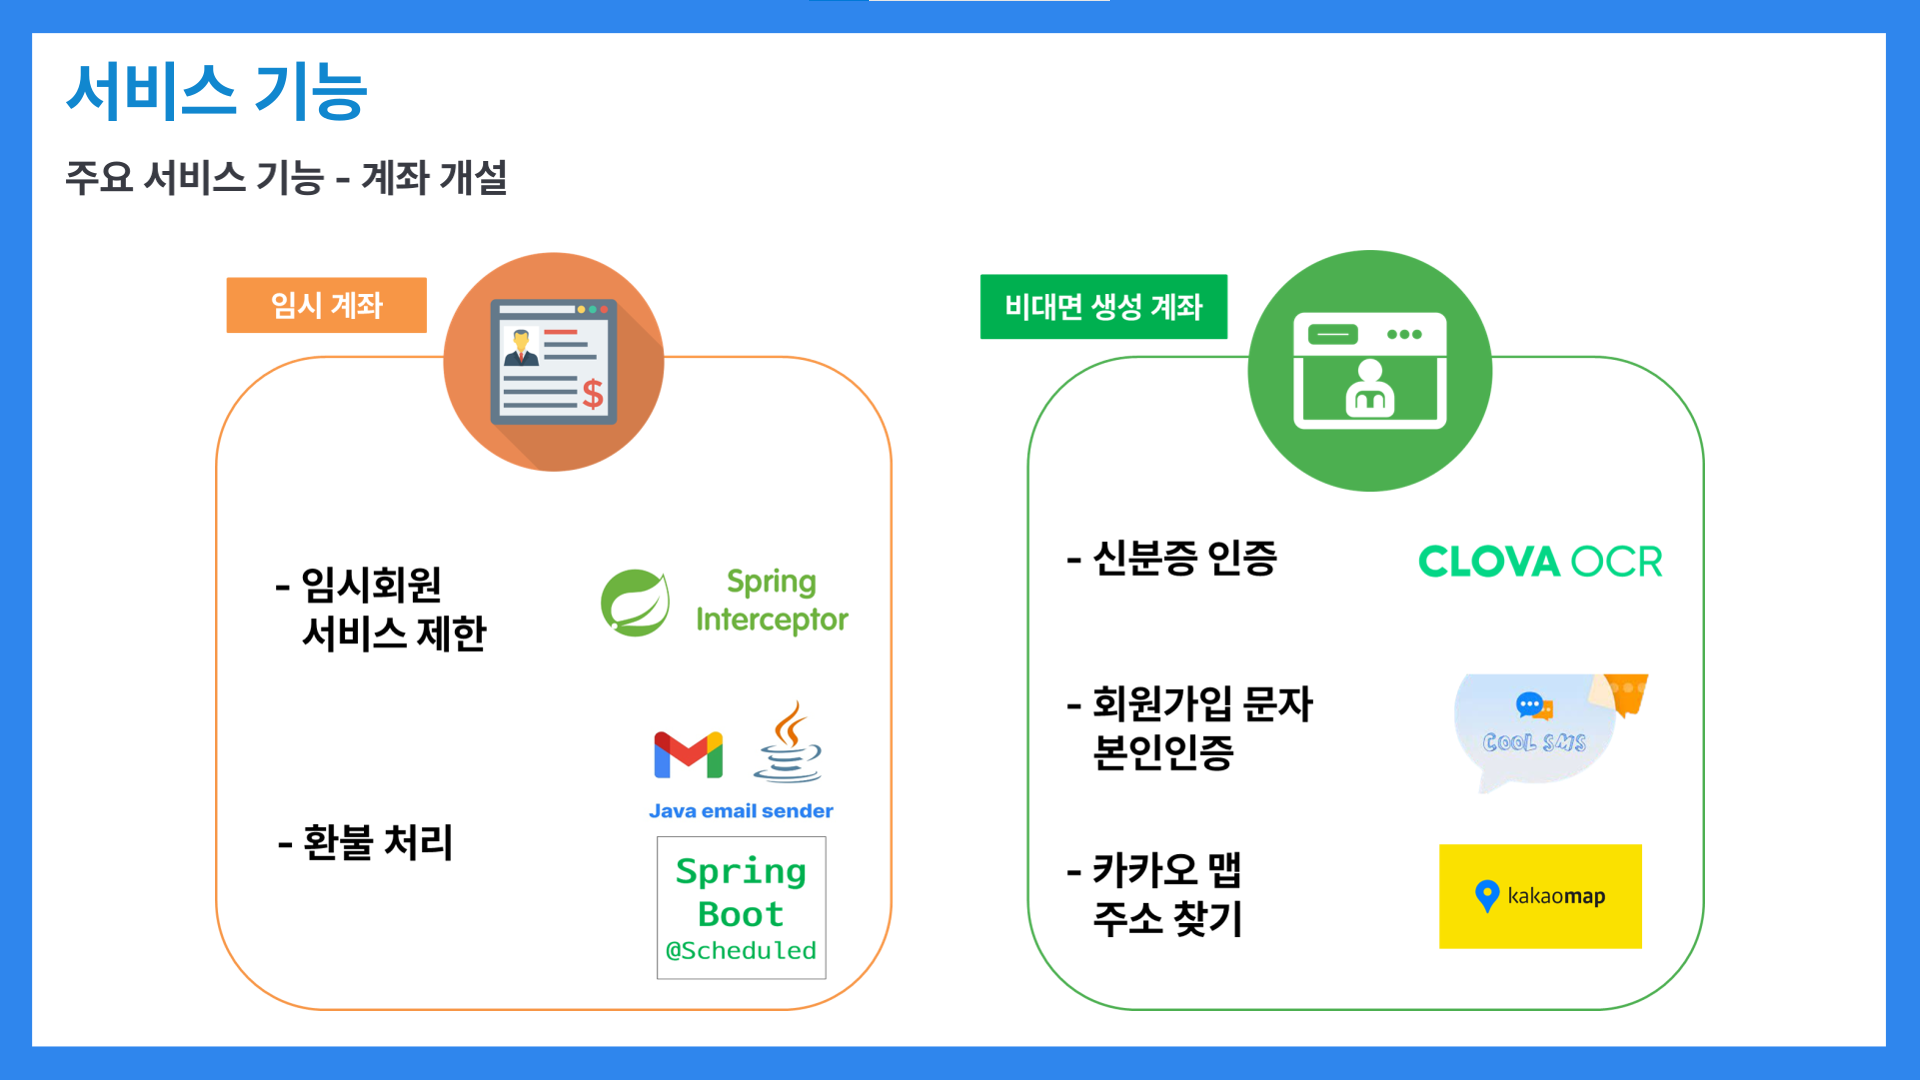 서비스 기능
주요 서비스 기능 - 계좌 개설
임시 계좌
$
- 임시회원
서비스 제한
Spring
Interceptor
- 환불 처리
Java email sender
Spring
Boot
@Scheduled
비대면 생성 계좌
- 신분증 인증
CLOVA OCR
- 회원가입 문자
본인인증
COOL SMS
- 카카오 맵
주소 찾기
kakaomap